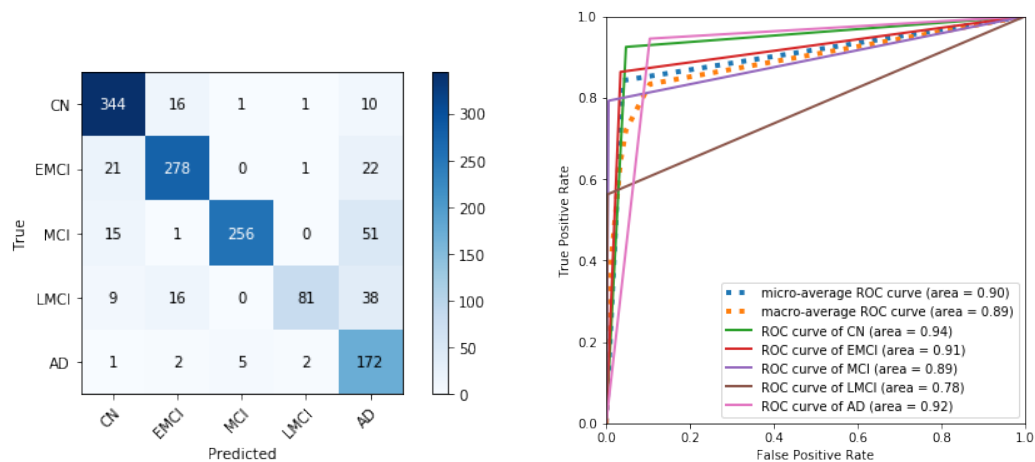 CN 344 16 1 1 10
EMCI 21 278 0 1 22
MCI 15 1 256 0 51
LMCI 9 16 0 81 38
AD 1 2 5 2 172
True
CN EMCI MCI LMCI AD
Predicted
300
250
200
150
100
50
0
1.0
0.8
0.6
0.4
0.2
0.0
True Positive Rate
micro-average ROC curve (area = 0.90)
macro-average ROC curve (area = 0.89)
ROC curve of CN (area = 0.94)
ROC curve of EMCI (area = 0.91)
ROC curve of MCI (area = 0.89)
ROC curve of LMCI (area = 0.78)
ROC curve of AD (area = 0.92)
0.0 0.2 0.4 0.6 0.8 1.0
False Positive Rate